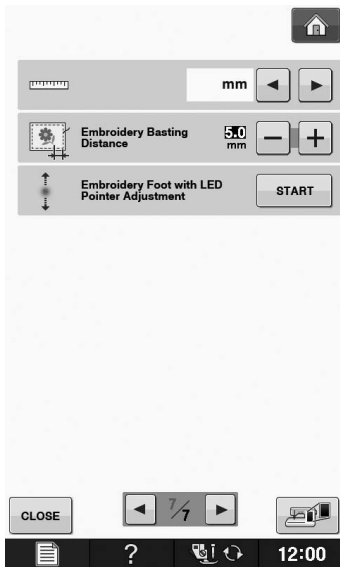 mm
Embroidery Basting
Distance
5.0
mm
Embroidery Foot with LED
Pointer Adjustment
START
CLOSE
7/7
?
12:00